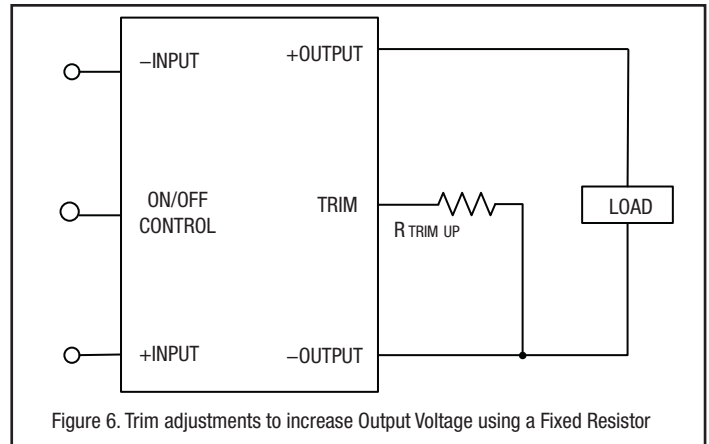 −INPUT
+OUTPUT
ON/OFF
CONTROL
TRIM
R TRIM UP
LOAD
+INPUT
−OUTPUT
Figure 6. Trim adjustments to increase Output Voltage using a Fixed Resistor